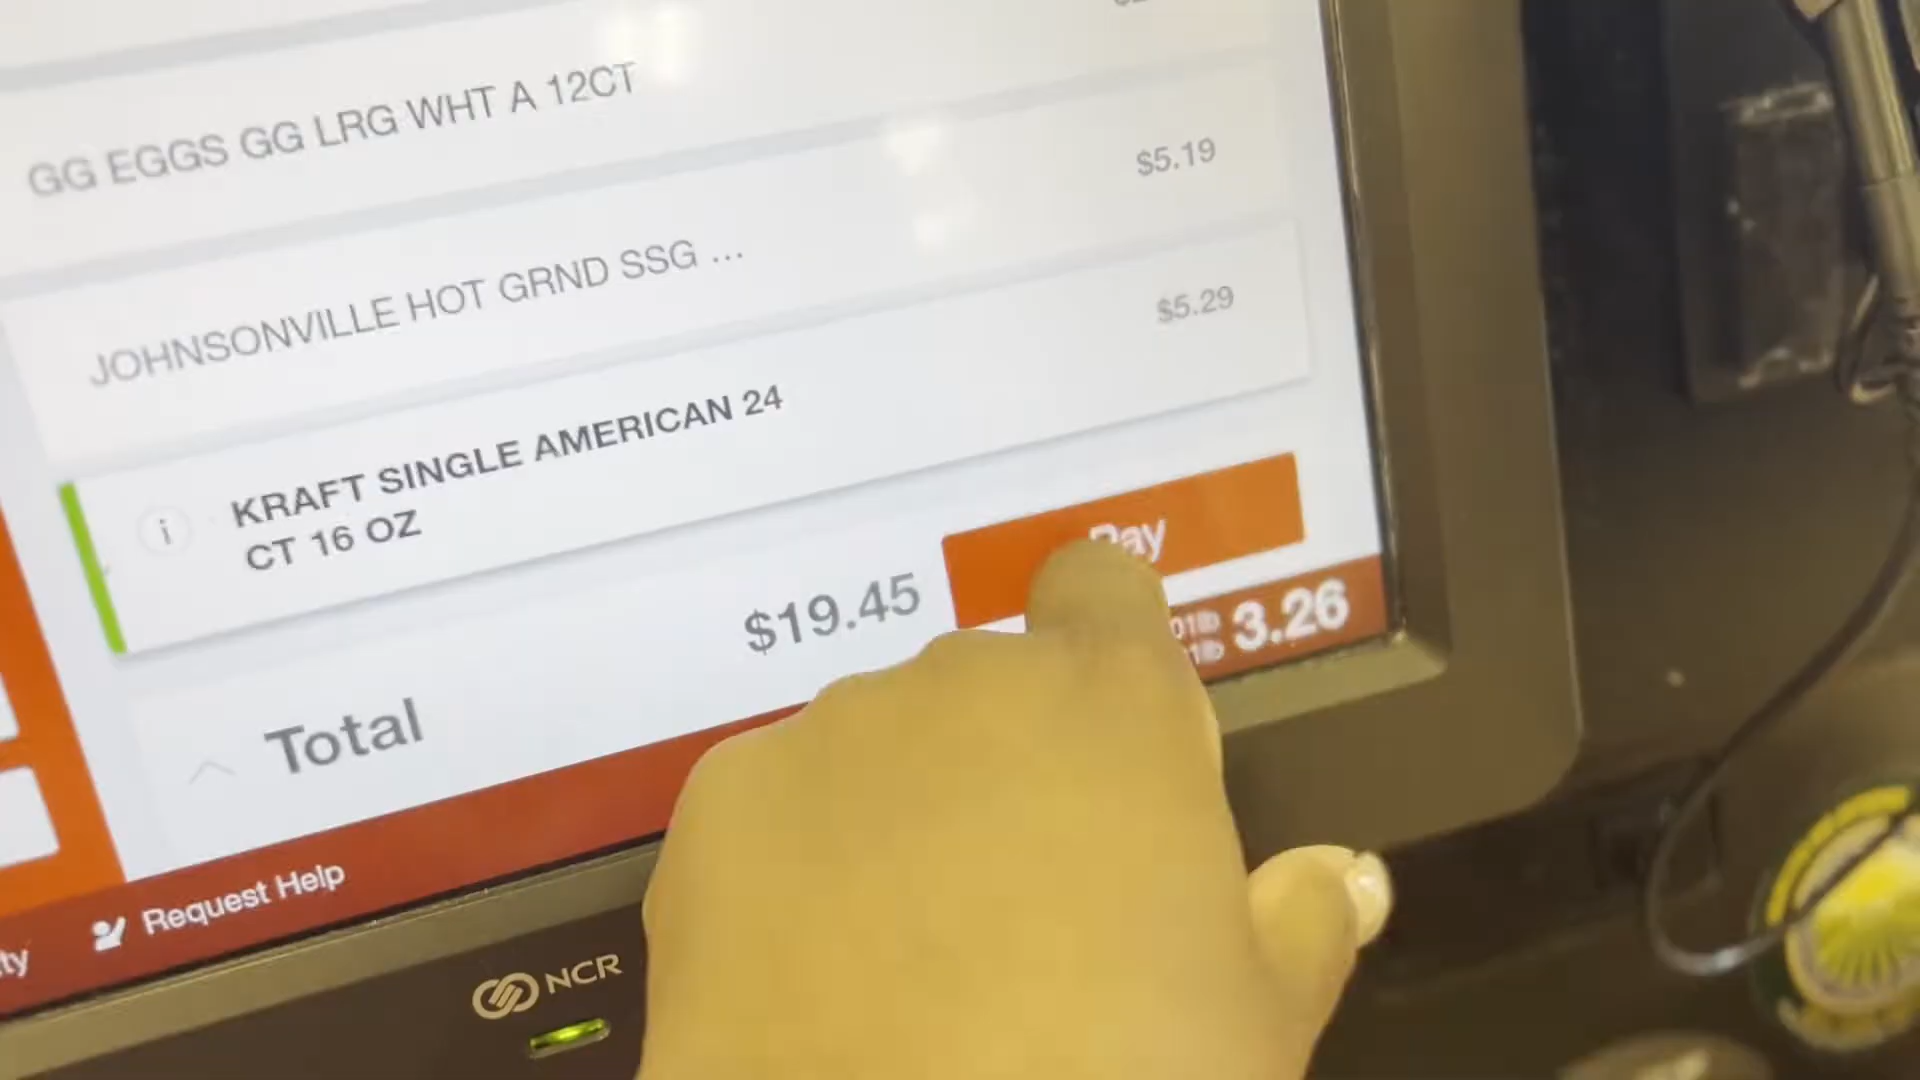 GG EGGS GG LRG WHT A 12CT
$5.19
JOHNSONVILLE HOT GRND SSG ...
$5.29
KRAFT SINGLE AMERICAN 24
CT 16 OZ
Pay
$19.45
Total
3.26
Request Help
NCR